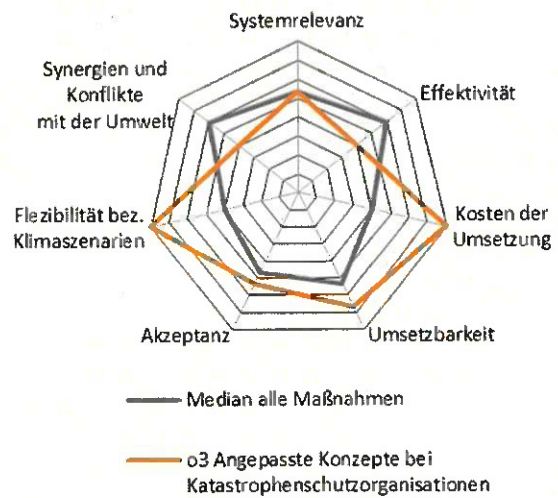 Systemrelevanz
Synergien und
Konflikte
mit der Umwelt
Effektivität
Flezibilität bez.
Klimaszenarien
Kosten der
Umsetzung
Akzeptanz
Umsetzbarkeit
Median alle Maßnahmen
o3 Angepasste Konzepte bei
Katastrophenschutzorganisationen